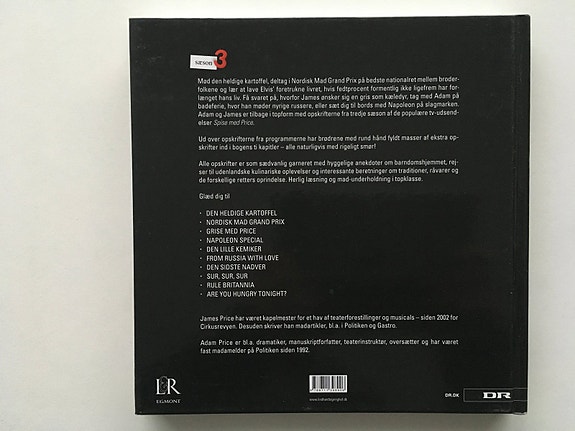 sæson 3
Mød den heldige kartoffel, deltag i Nordisk Mad Grand Prix på bedste nationalret mellem broder-
folkene og lær at lave Elvis' foretrukne livret, hvis fedtprocent formentlig ikke ligefrem har for-
længet hans liv. Få svaret på, hvorfor James ønsker sig en gris som kæledyr, tag med Adam på
badeferie, hvor han møder nyrige russere, eller sæt dig til bords med Napoleon på slagmarken.
Adam og James er tilbage i topform med opskrifterne fra tredje sæson af de populære tv-udsend-
elser Spise med Price.
Ud over opskrifterne fra programmerne har brødrene med rund hånd fyldt masser af ekstra op-
skrifter ind i bogens ti kapitler – alle naturligvis med rigeligt smør!
Alle opskrifter er som sædvanlig garneret med hyggelige anekdoter om barndomshjemmet, rej-
ser til udenlandske kulinariske oplevelser og interessante beretninger om traditioner, råvarer og
de forskellige retters oprindelse. Herlig læsning og mad-underholdning i topklasse.
Glæd dig til
· DEN HELDIGE KARTOFFEL
· NORDISK MAD GRAND PRIX
· GRISE MED PRICE
· NAPOLEON SPECIAL
· DEN LILLE KEMIKER
· FROM RUSSIA WITH LOVE
· DEN SIDSTE NADVER
· SUR, SUR, SUR
· RULE BRITANNIA
· ARE YOU HUNGRY TONIGHT?
James Price har været kapelmester for et hav af teaterforestillinger og musicals – siden 2002 for
Cirkusrevyen. Desuden skriver han madartikler, bl.a. i Politiken og Gastro.
Adam Price er bl.a. dramatiker, manuskriptforfatter, teaterinstruktør, oversætter og har været
fast madanmelder på Politiken siden 1992.
L&R
EGMONT
www.lindhardtogringhof.dk
DR.DK
DR